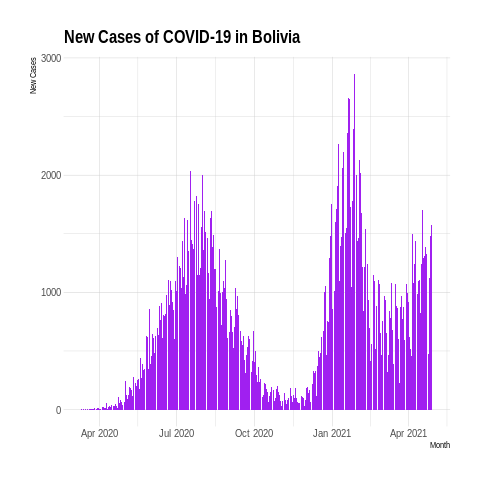 New Cases of COVID-19 in Bolivia
New Cases
3000
2000
1000
0
Apr 2020 Jul 2020 Oct 2020 Jan 2021 Apr 2021
Month